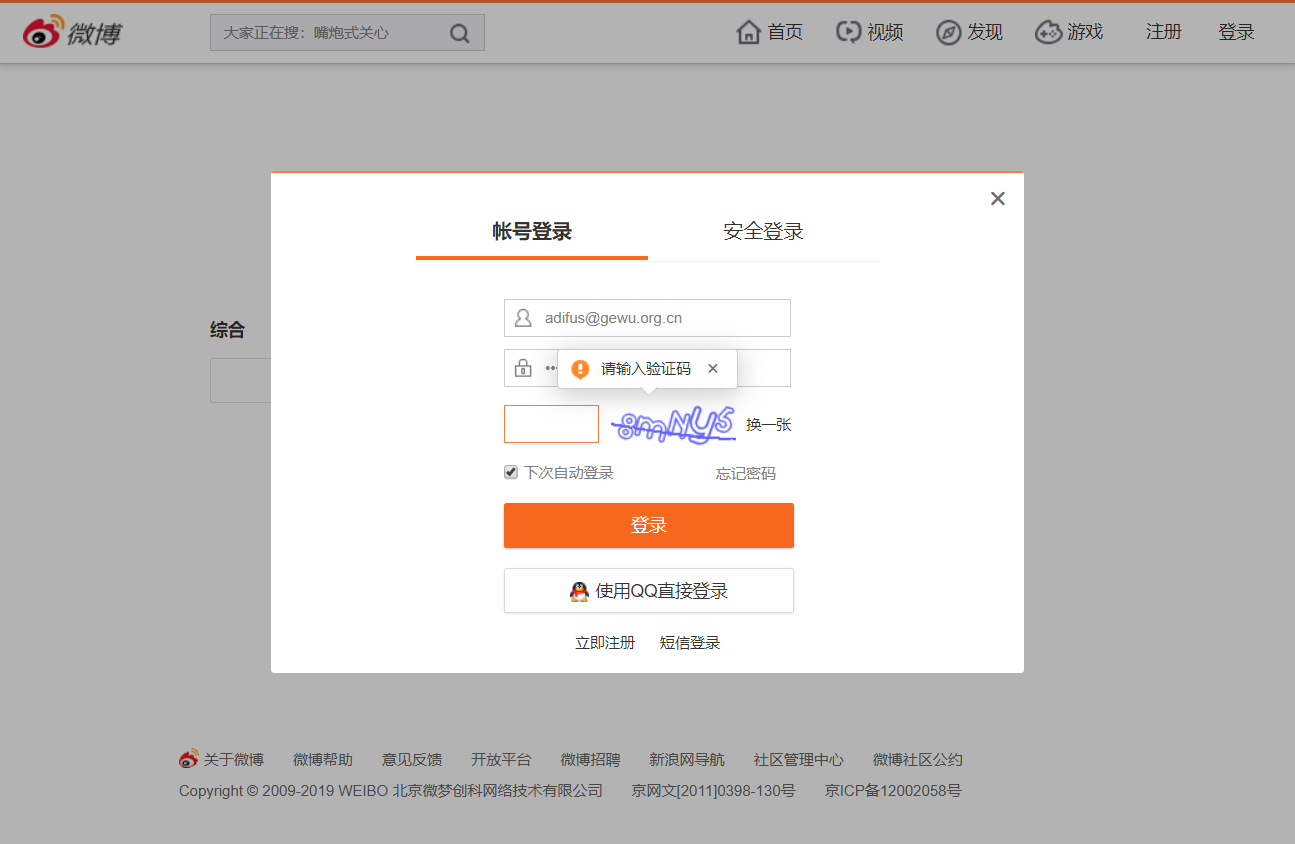 微博 大家正在搜：嘴炮式关心 首页 视频 发现 游戏 注册 登录
帐号登录 安全登录
adifus@gewu.org.cn
综合
请输入验证码
8mNYS 换一张
下次自动登录 忘记密码
登录
使用QQ直接登录
立即注册 短信登录
关于微博 微博帮助 意见反馈 开放平台 微博招聘 新浪网导航 社区管理中心 微博社区公约
Copyright © 2009-2019 WEIBO 北京微梦创科网络技术有限公司 京网文[2011]0398-130号 京ICP备12002058号